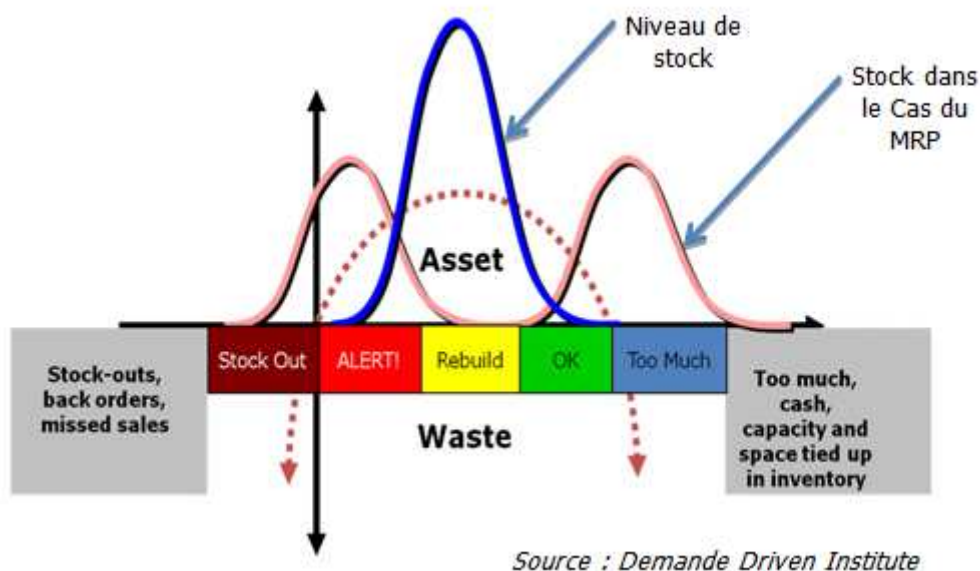 Niveau de
stock
Stock dans
le Cas du
MRP
Asset
Stock Out
ALERT!
Rebuild
OK
Too Much
Stock-outs,
back orders,
missed sales
Waste
Too much,
cash,
capacity and
space tied up
in inventory
Source : Demande Driven Institute